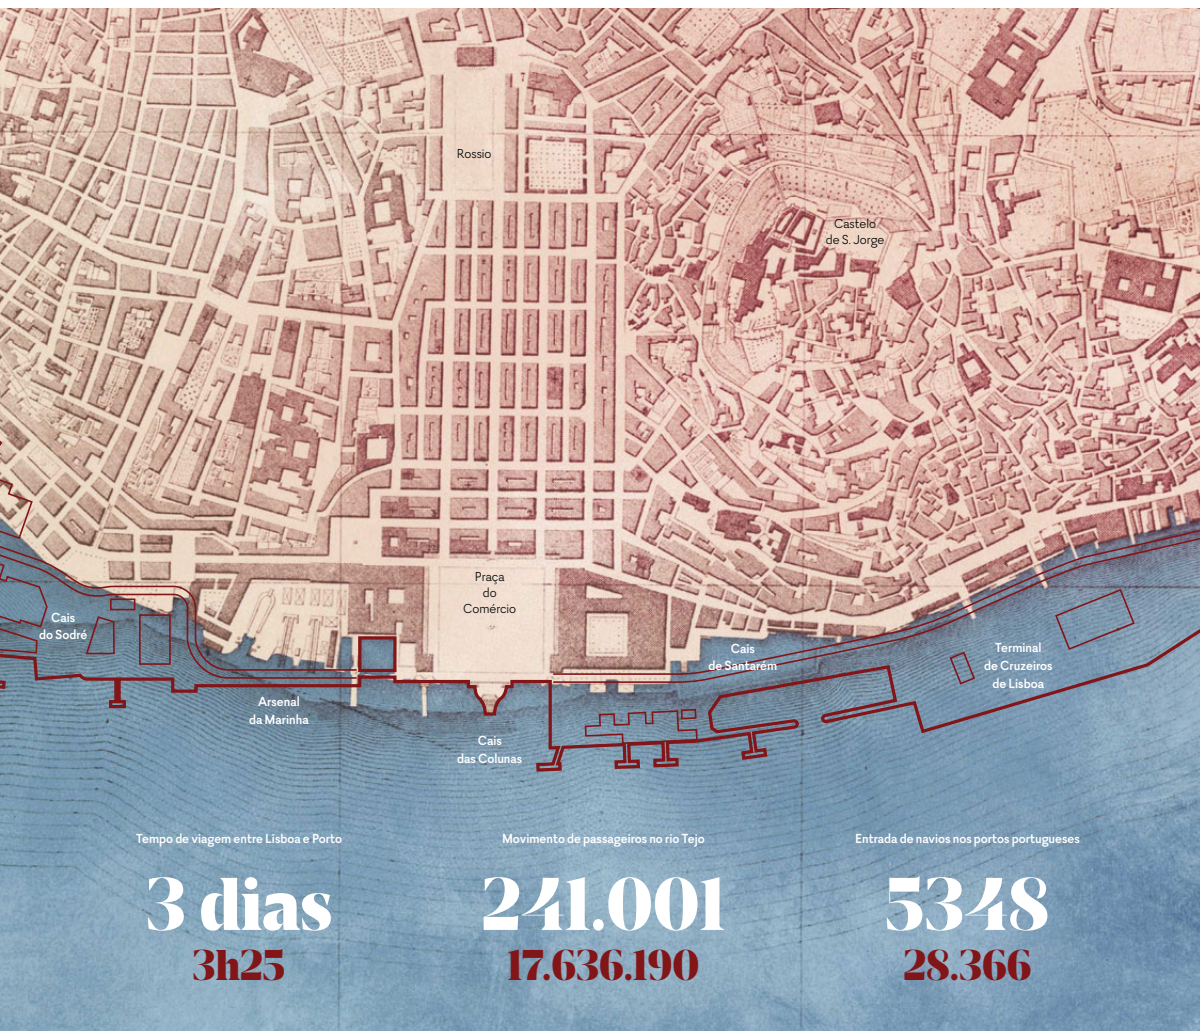 Rossio
Castelo
de S. Jorge
Praça
do
Comércio
Cais
do Sodré
Cais
de Santarém
Terminal
de Cruzeiros
de Lisboa
Arsenal
da Marinha
Cais
das Colunas
Tempo de viagem entre Lisboa e Porto
3 dias
3h25
Movimento de passageiros no rio Tejo
241.001
17.636.190
Entrada de navios nos portos portugueses
5348
28.366